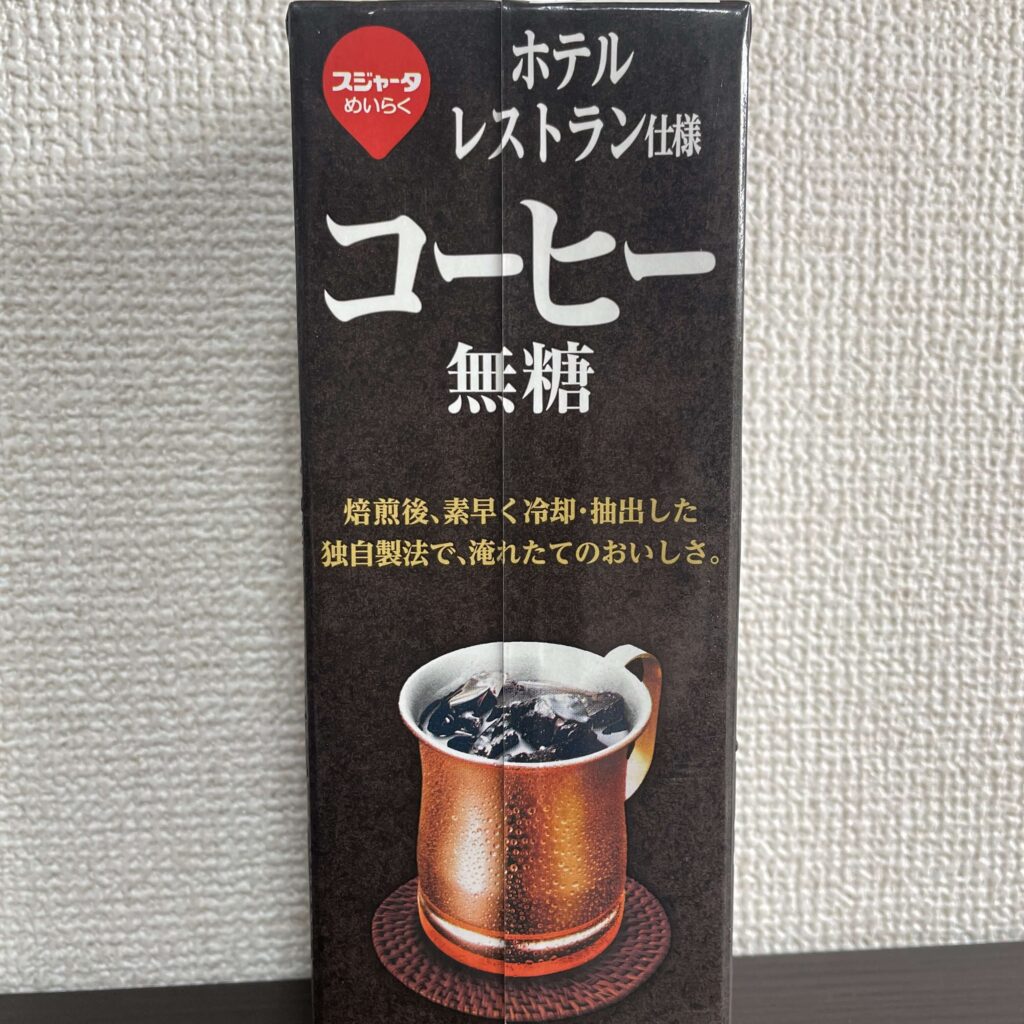 スジャータ
めいらく
ホテル
レストラン仕様
コーヒー
無糖
焙煎後、素早く冷却・抽出した
独自製法で、淹れたてのおいしさ。